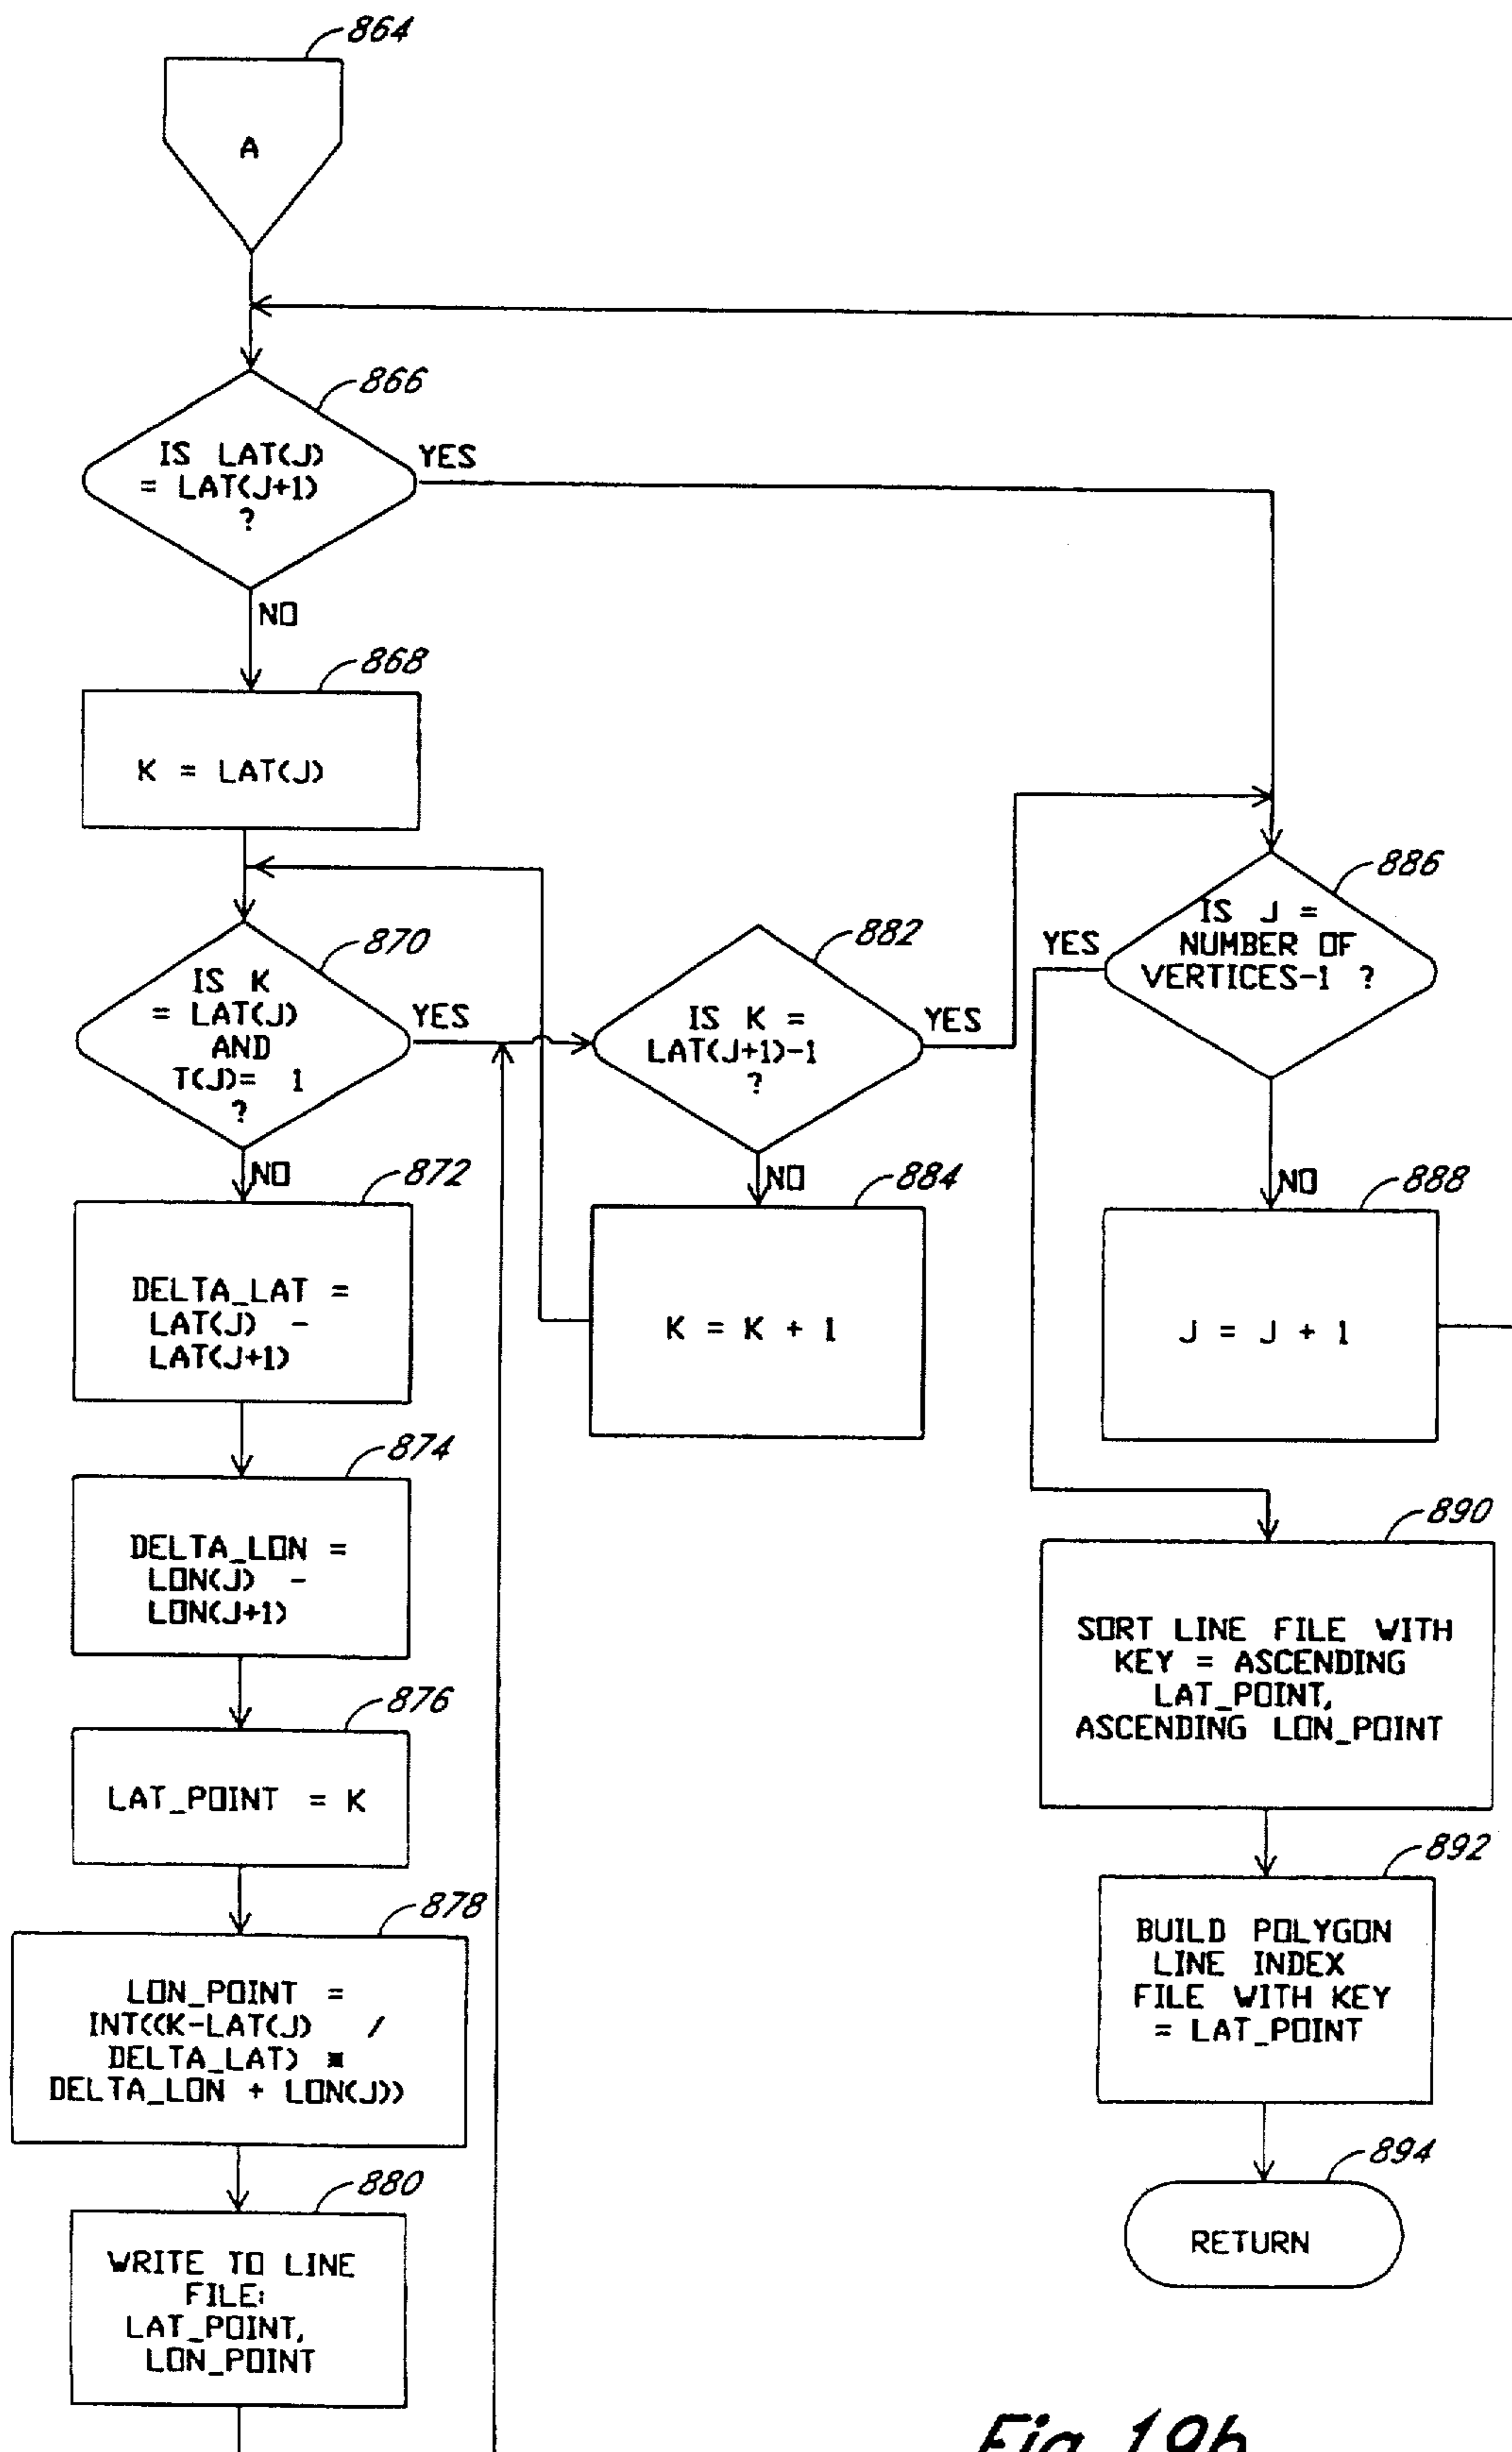 864
A
866
IS LAT(J)
= LAT(J+1)
?
YES
NO
868
K = LAT(J)
870
IS K
= LAT(J)
AND
T(J)= 1
?
YES
NO
872
DELTA_LAT =
LAT(J) -
LAT(J+1)
874
DELTA_LON =
LON(J) -
LON(J+1)
876
LAT_POINT = K
878
LON_POINT =
INT((K-LAT(J) /
DELTA_LAT) *
DELTA_LON + LON(J))
880
WRITE TO LINE
FILE:
LAT_POINT,
LON_POINT
882
IS K =
LAT(J+1)-1
?
YES
NO
884
K = K + 1
886
IS J =
NUMBER OF
VERTICES-1 ?
YES
NO
888
J = J + 1
890
SORT LINE FILE WITH
KEY = ASCENDING
LAT_POINT,
ASCENDING LON_POINT
892
BUILD POLYGON
LINE INDEX
FILE WITH KEY
= LAT_POINT
894
RETURN
Fig. 19b